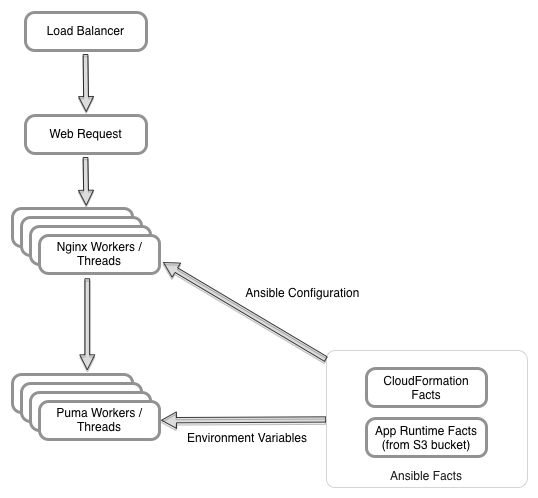 Load Balancer
Web Request
Nginx Workers /
Threads
Ansible Configuration
CloudFormation
Facts
Puma Workers /
Threads
Environment Variables
App Runtime Facts
(from S3 bucket)
Ansible Facts